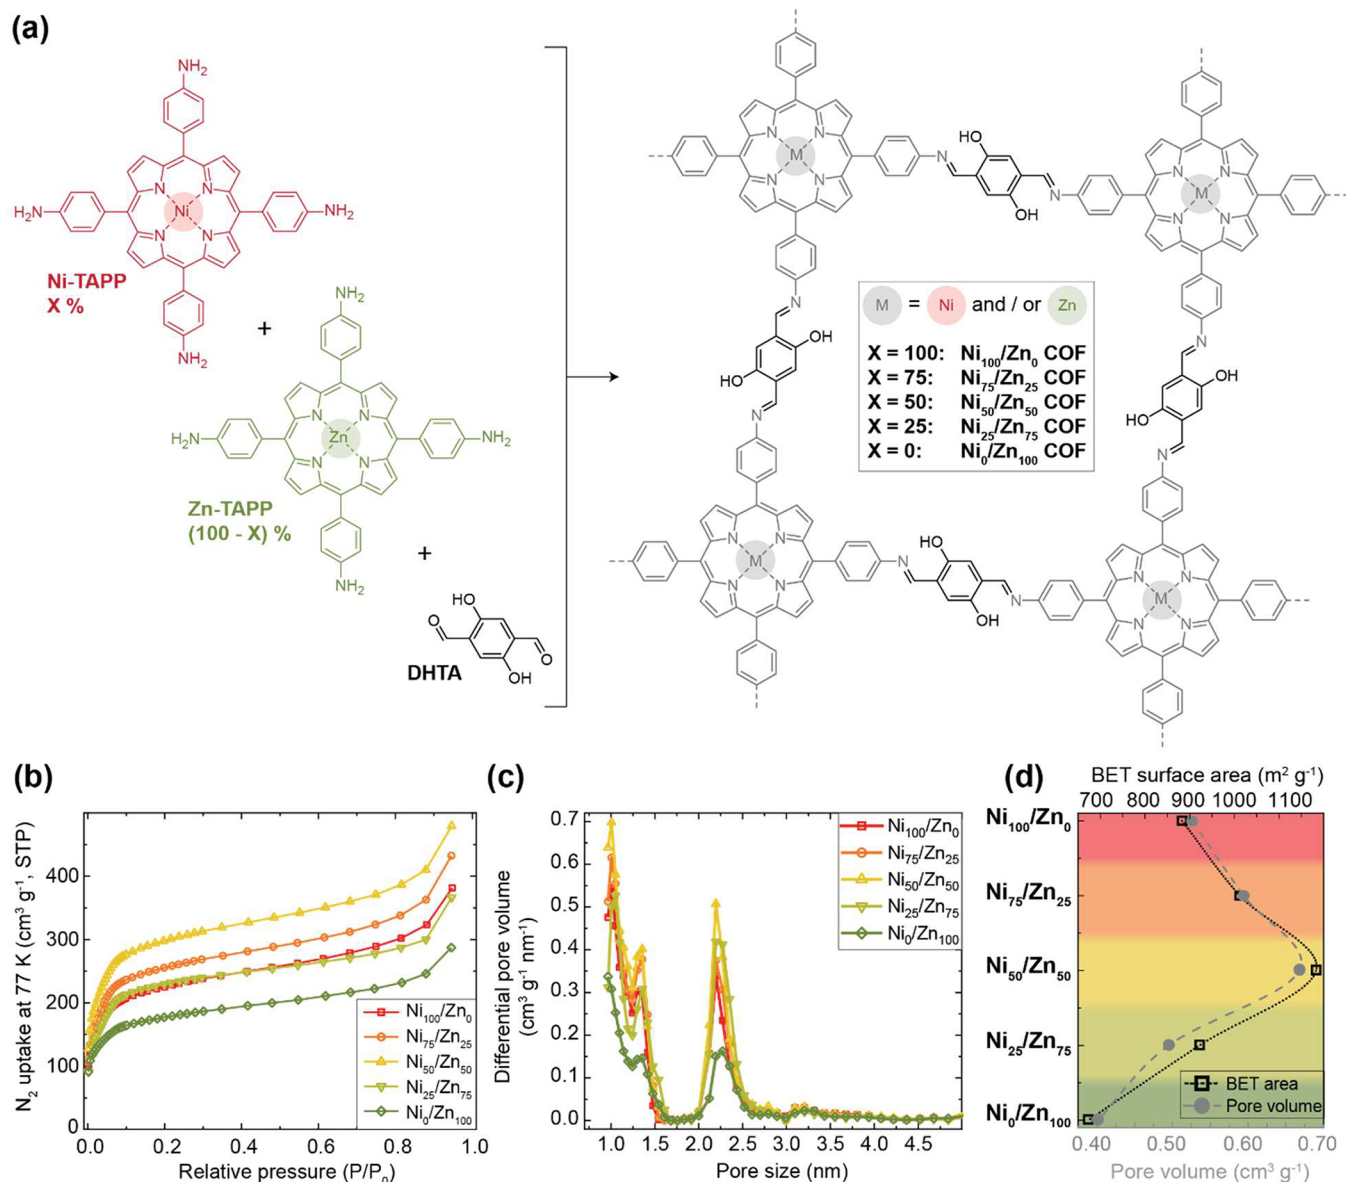 (a)
NH₂
H₂N
N
N
Ni
N
N
NH₂
Ni-TAPP
X %
NH₂
+
NH₂
H₂N
N
N
Zn
N
N
NH₂
Zn-TAPP
(100 - X) %
NH₂
+
HO
O
O
DHTA
OH
N
N
M
N
N
N
HO
OH
N
N
N
M
N
N
N
N
HO
OH
N
M = Ni and / or Zn
X = 100: Ni₁₀₀/Zn₀ COF
X = 75: Ni₇₅/Zn₂₅ COF
X = 50: Ni₅₀/Zn₅₀ COF
X = 25: Ni₂₅/Zn₇₅ COF
X = 0: Ni₀/Zn₁₀₀ COF
OH
HO
N
N
N
M
N
N
N
HO
OH
N
N
N
M
N
N
(b)
N₂ uptake at 77 K (cm³ g⁻¹, STP)
400
300
200
100
0
0.0 0.2 0.4 0.6 0.8 1.0
Relative pressure (P/P₀)
Ni₁₀₀/Zn₀
Ni₇₅/Zn₂₅
Ni₅₀/Zn₅₀
Ni₂₅/Zn₇₅
Ni₀/Zn₁₀₀
(c)
Differential pore volume
(cm³ g⁻¹ nm⁻¹)
0.7
0.6
0.5
0.4
0.3
0.2
0.1
0.0
1.0 1.5 2.0 2.5 3.0 3.5 4.0 4.5
Pore size (nm)
Ni₁₀₀/Zn₀
Ni₇₅/Zn₂₅
Ni₅₀/Zn₅₀
Ni₂₅/Zn₇₅
Ni₀/Zn₁₀₀
(d)
BET surface area (m² g⁻¹)
700 800 900 1000 1100
Ni₁₀₀/Zn₀
Ni₇₅/Zn₂₅
Ni₅₀/Zn₅₀
Ni₂₅/Zn₇₅
Ni₀/Zn₁₀₀
BET area
Pore volume
0.40 0.50 0.60 0.70
Pore volume (cm³ g⁻¹)